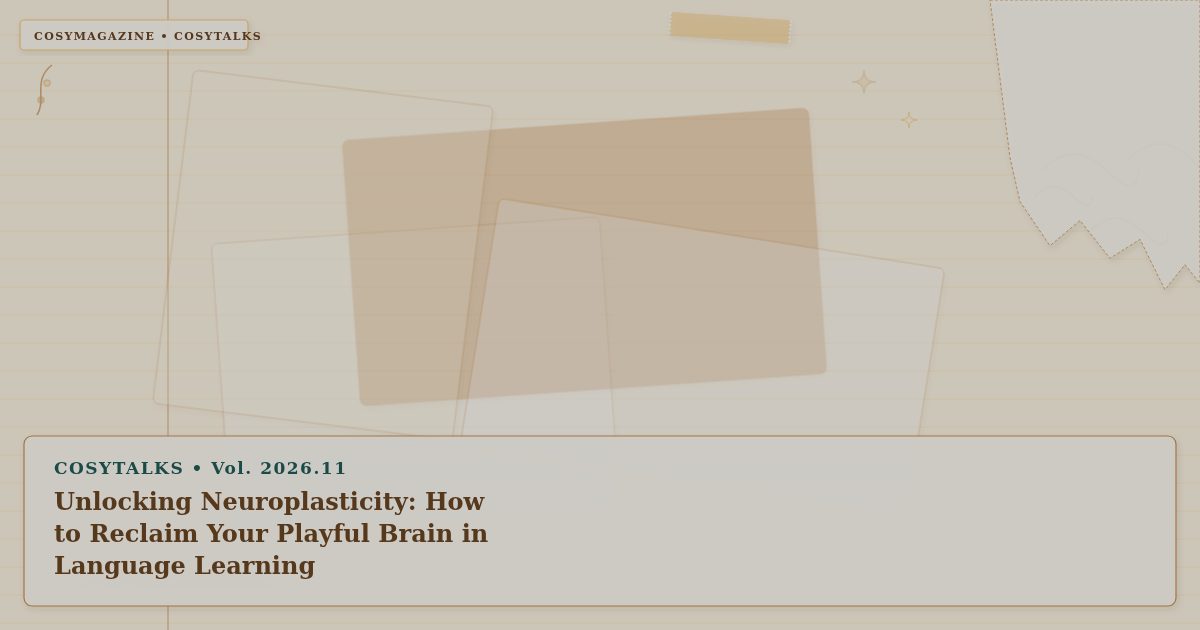 COSYMAGAZINE • COSYTALKS
COSYTALKS • Vol. 2026.11
Unlocking Neuroplasticity: How
to Reclaim Your Playful Brain in
Language Learning